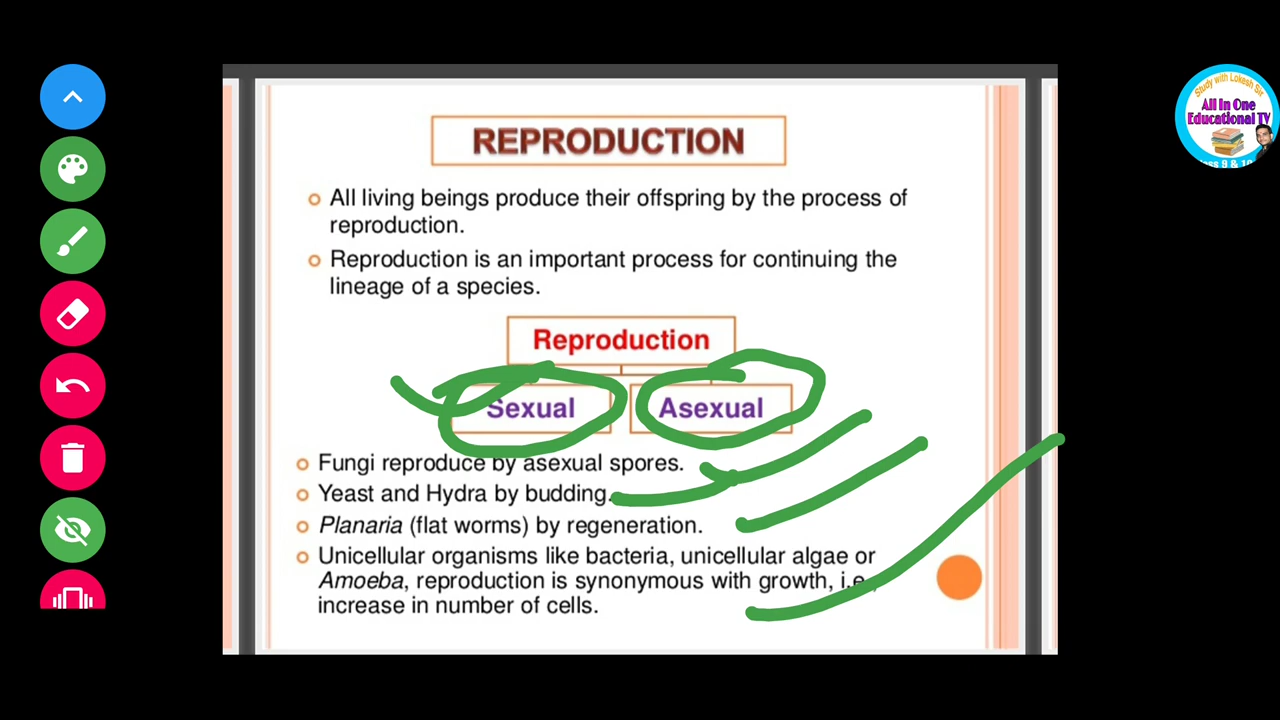 Study with Lokesh Sir
All In One
Educational TV
REPRODUCTION
All living beings produce their offspring by the process of
reproduction.
Reproduction is an important process for continuing the
lineage of a species.
Reproduction
Sexual
Asexual
Fungi reproduce by asexual spores.
Yeast and Hydra by budding.
Planaria (flat worms) by regeneration.
Unicellular organisms like bacteria, unicellular algae or
Amoeba, reproduction is synonymous with growth, i.e.,
increase in number of cells.